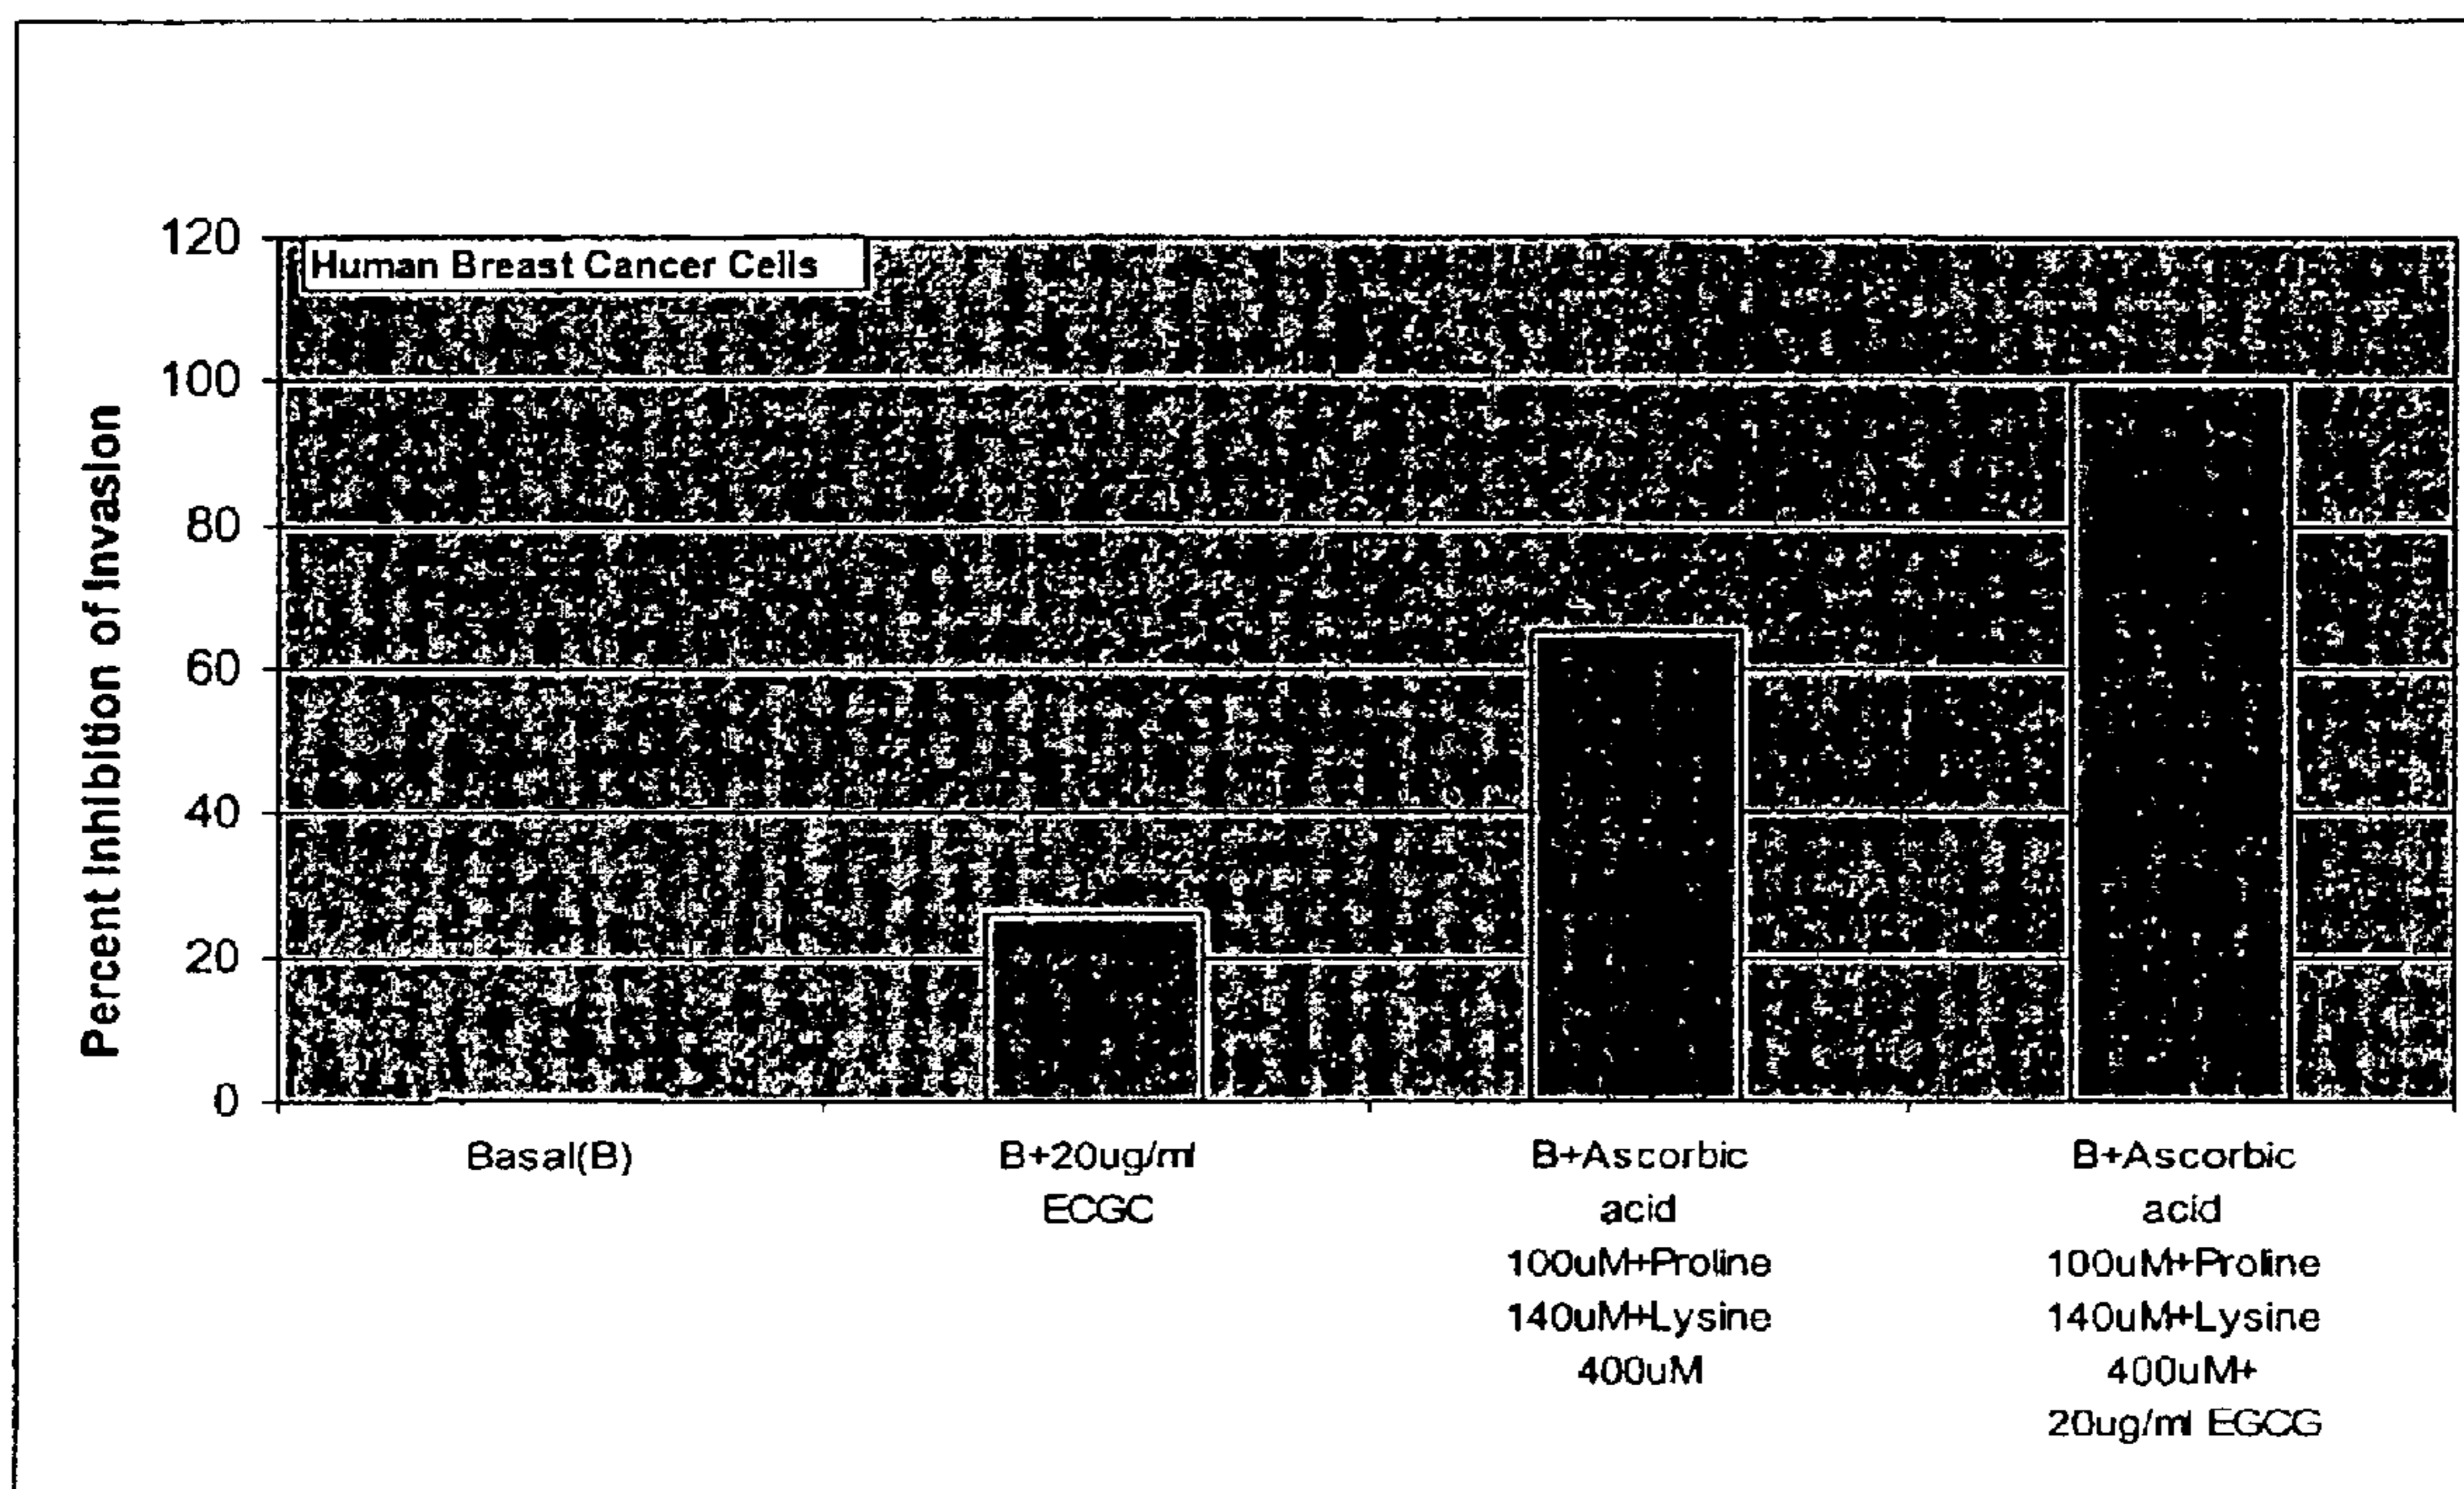 Human Breast Cancer Cells
Percent Inhibition of Invasion
120
100
80
60
40
20
0
Basal(B)
B+20ug/ml
ECGC
B+Ascorbic
acid
100uM+Proline
140uM+Lysine
400uM
B+Ascorbic
acid
100uM+Proline
140uM+Lysine
400uM+
20ug/ml EGCG